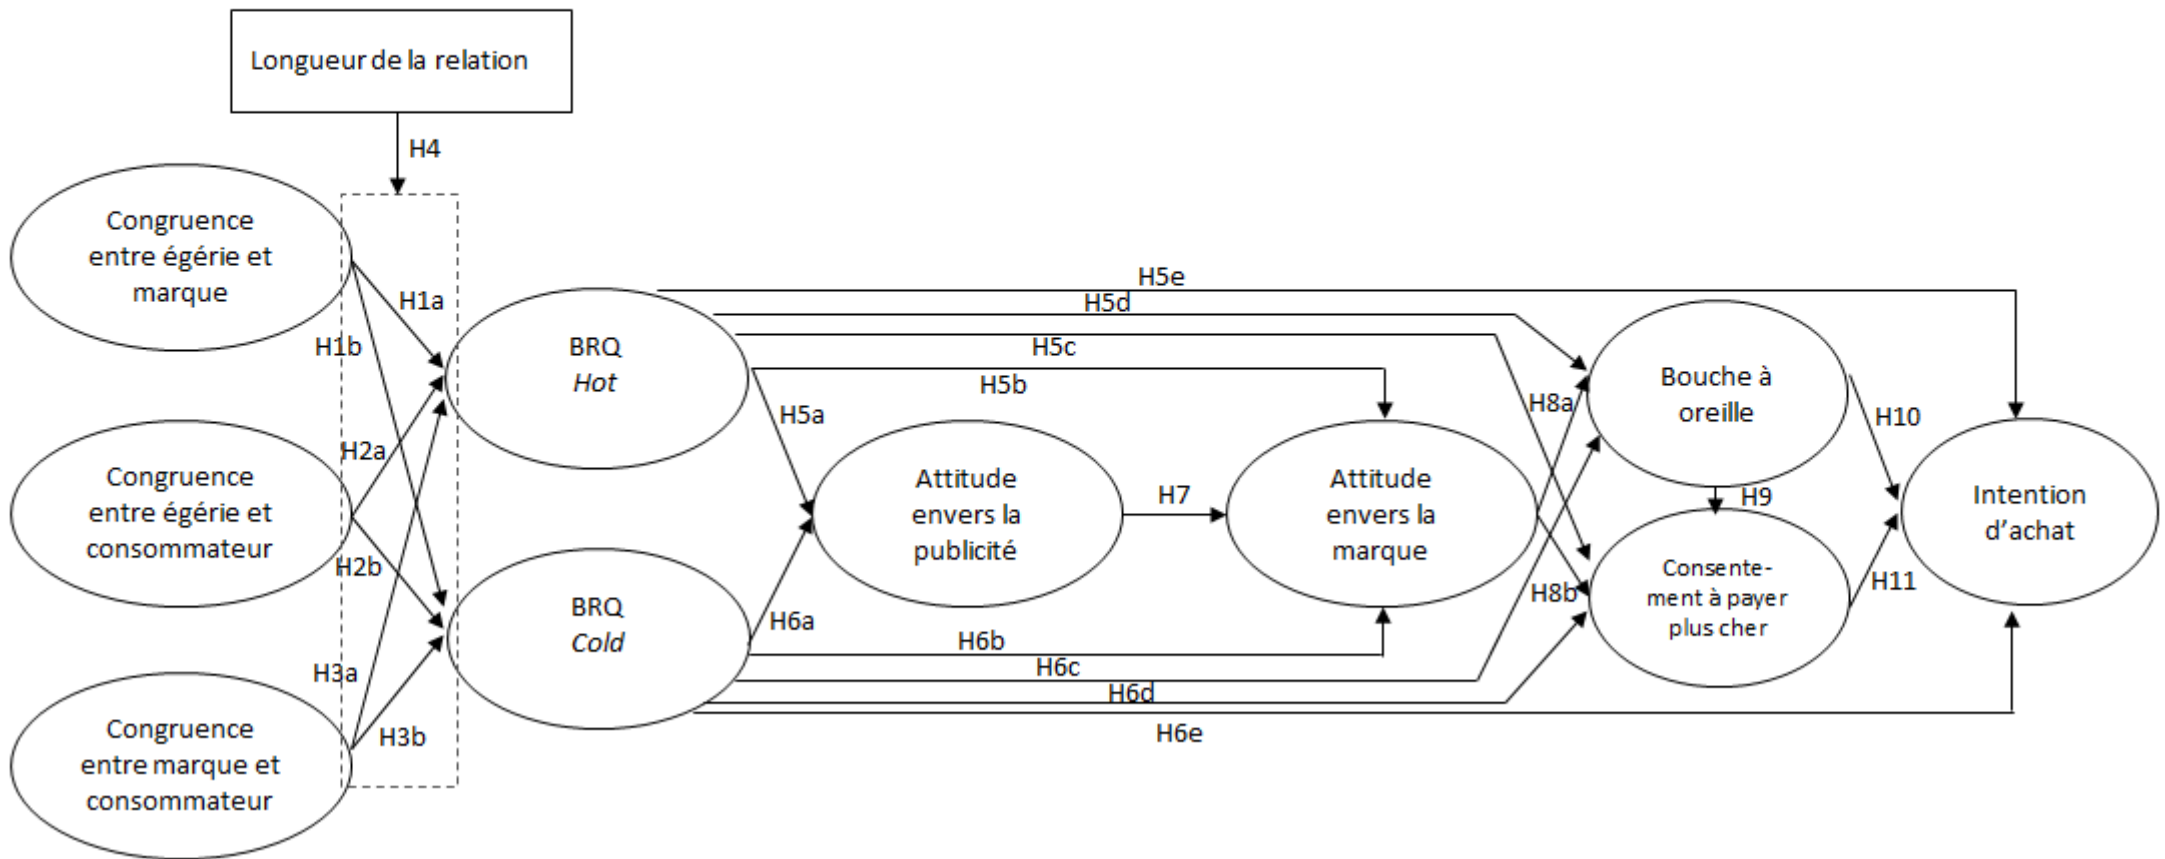 Longueur de la relation
H4
Congruence
entre égérie et
marque
H1a
H1b
Congruence
entre égérie et
consommateur
H2a
H2b
Congruence
entre marque et
consommateur
H3a
H3b
BRQ
Hot
BRQ
Cold
H5e
H5d
H5c
H5b
H5a
H6a
H6b
H6c
H6d
H6e
Attitude
envers la
publicité
H7
Attitude
envers la
marque
H8a
H8b
Bouche à
oreille
H9
Consente-
ment à payer
plus cher
H10
H11
Intention
d’achat